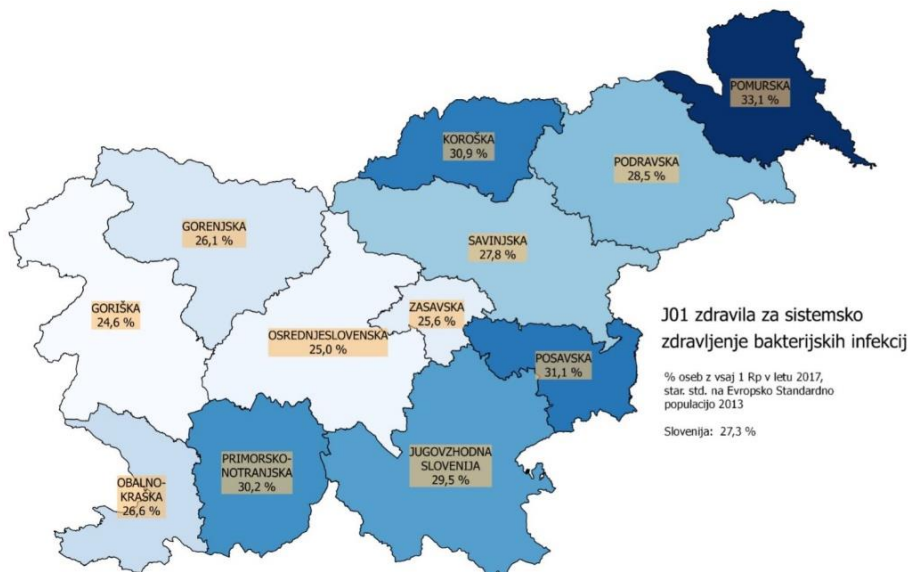 POMURSKA
33,1 %
KOROŠKA
30,9 %
PODRAVSKA
28,5 %
GORENJSKA
26,1 %
SAVINJSKA
27,8 %
GORIŠKA
24,6 %
ZASAVSKA
25,6 %
OSREDNJESLOVENSKA
25,0 %
J01 zdravila za sistemsko
zdravljenje bakterijskih infekcij
POSAVSKA
31,1 %
% oseb z vsaj 1 Rp v letu 2017,
star. std. na Evropsko Standardno
populacijo 2013
Slovenija: 27,3 %
PRIMORSKO-
NOTRANJSKA
30,2 %
JUGOVZHODNA
SLOVENIJA
29,5 %
OBALNO-
KRAŠKA
26,6 %